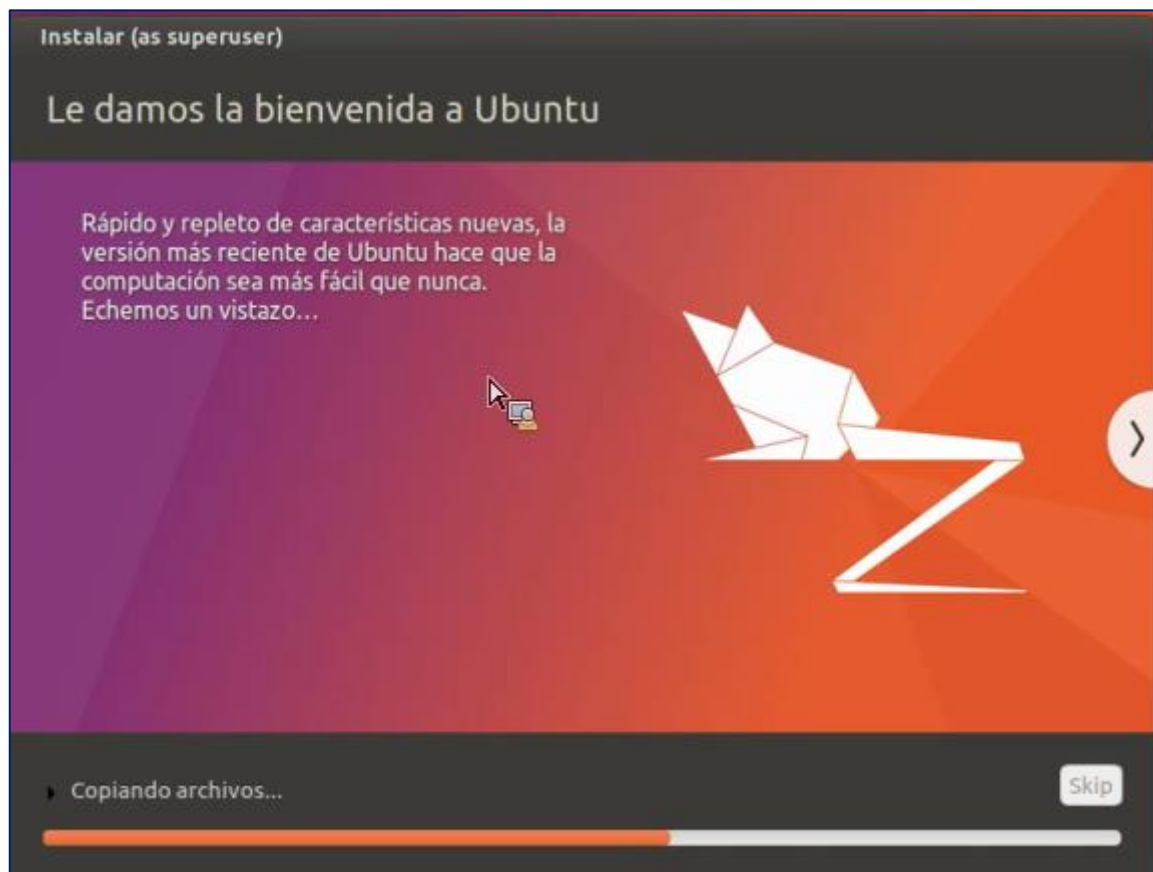 Instalar (as superuser)
Le damos la bienvenida a Ubuntu
Rápido y repleto de características nuevas, la
versión más reciente de Ubuntu hace que la
computación sea más fácil que nunca.
Echemos un vistazo...
Copiando archivos...
Skip